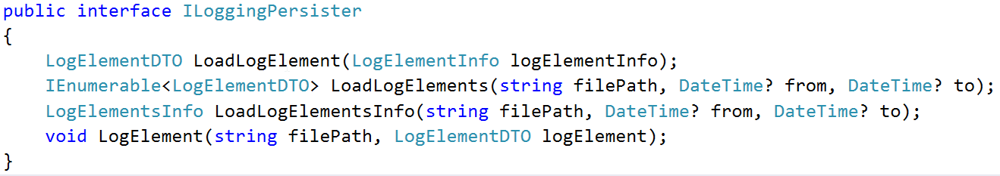 public interface ILoggingPersister
{
    LogElementDTO LoadLogElement(LogElementInfo logElementInfo);
    IEnumerable<LogElementDTO> LoadLogElements(string filePath, DateTime? from, DateTime? to);
    LogElementsInfo LoadLogElementsInfo(string filePath, DateTime? from, DateTime? to);
    void LogElement(string filePath, LogElementDTO logElement);
}